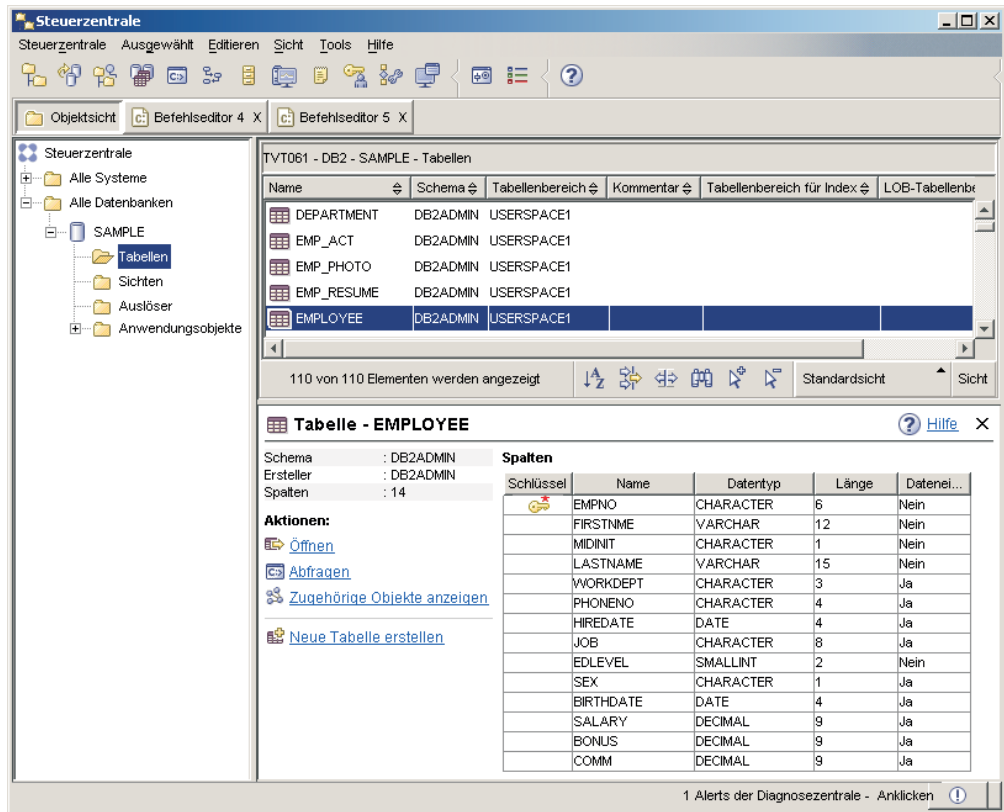 Steuerzentrale
Steuerzentrale Ausgewählt Editieren Sicht Tools Hilfe
Objektsicht Befehlseditor 4 X Befehlseditor 5 X
Steuerzentrale
Alle Systeme
Alle Datenbanken
SAMPLE
Tabellen
Sichten
Auslöser
Anwendungsobjekte
TVT061 - DB2 - SAMPLE - Tabellen
Name Schema Tabellenbereich Kommentar Tabellenbereich für Index LOB-Tabellenbe
DEPARTMENT DB2ADMIN USERSPACE1
EMP_ACT DB2ADMIN USERSPACE1
EMP_PHOTO DB2ADMIN USERSPACE1
EMP_RESUME DB2ADMIN USERSPACE1
EMPLOYEE DB2ADMIN USERSPACE1
110 von 110 Elementen werden angezeigt Standardsicht Sicht
Tabelle - EMPLOYEE Hilfe X
Schema : DB2ADMIN
Ersteller : DB2ADMIN
Spalten : 14
Aktionen:
Öffnen
Abfragen
Zugehörige Objekte anzeigen
Neue Tabelle erstellen
Spalten
Schlüssel Name Datentyp Länge Datenei...
EMPNO CHARACTER 6 Nein
FIRSTNME VARCHAR 12 Nein
MIDINIT CHARACTER 1 Nein
LASTNAME VARCHAR 15 Nein
WORKDEPT CHARACTER 3 Ja
PHONENO CHARACTER 4 Ja
HIREDATE DATE 4 Ja
JOB CHARACTER 8 Ja
EDLEVEL SMALLINT 2 Nein
SEX CHARACTER 1 Ja
BIRTHDATE DATE 4 Ja
SALARY DECIMAL 9 Ja
BONUS DECIMAL 9 Ja
COMM DECIMAL 9 Ja
1 Alerts der Diagnosezentrale - Anklicken